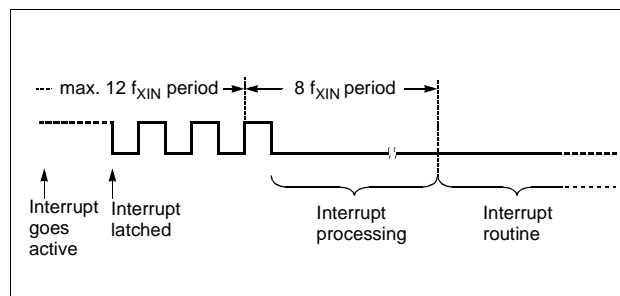 max. 12 fXIN period
8 fXIN period
Interrupt
goes
active
Interrupt
latched
Interrupt
processing
Interrupt
routine